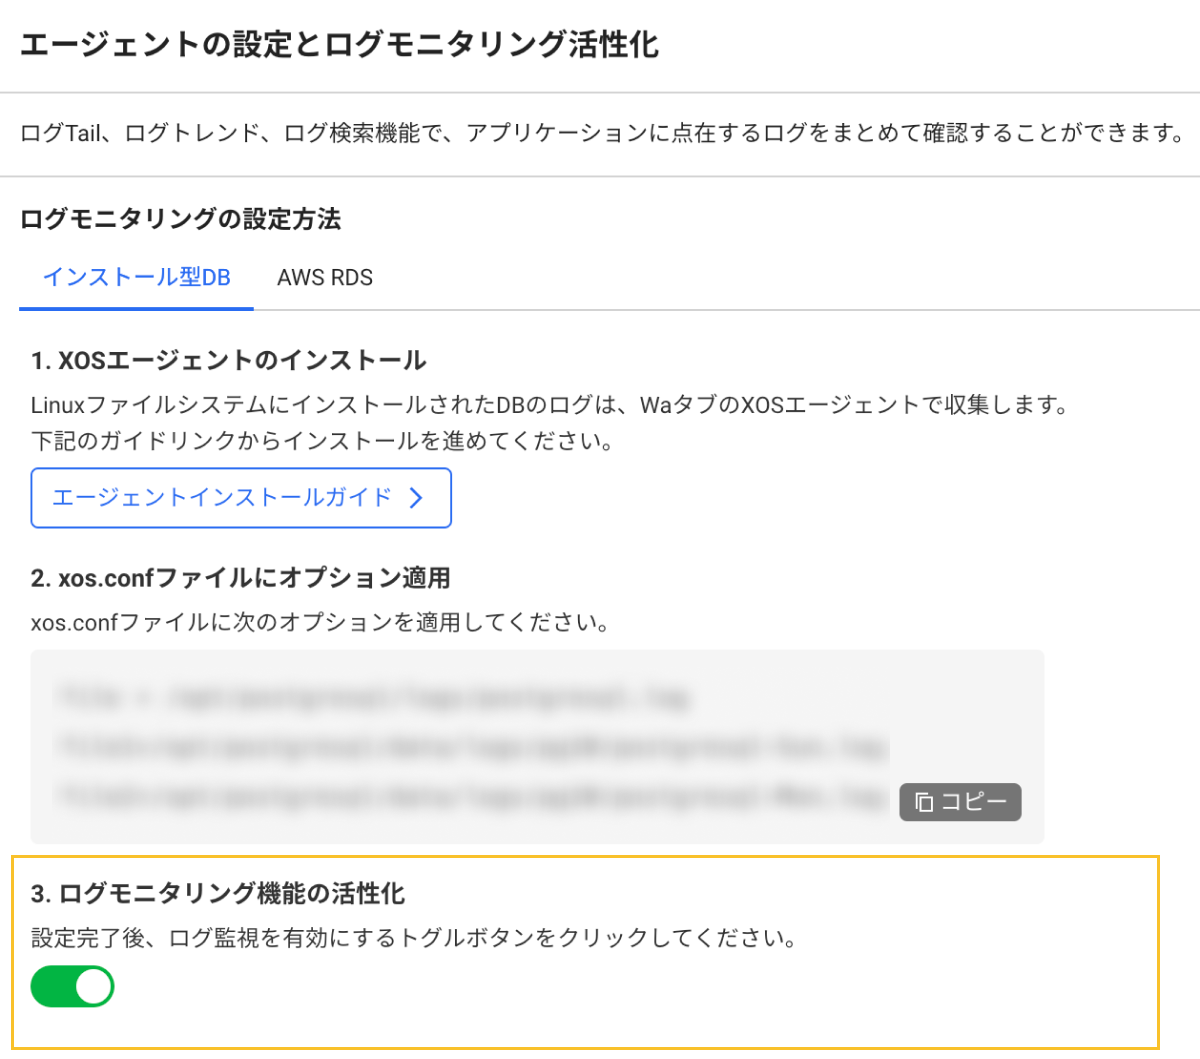 エージェントの設定とログモニタリング活性化
ログTail、ログトレンド、ログ検索機能で、アプリケーションに点在するログをまとめて確認することができます。
ログモニタリングの設定方法
インストール型DB AWS RDS
1. XOSエージェントのインストール
LinuxファイルシステムにインストールされたDBのログは、WaタブのXOSエージェントで収集します。
下記のガイドリンクからインストールを進めてください。
エージェントインストールガイド
2. xos.confファイルにオプション適用
xos.confファイルに次のオプションを適用してください。
コピー
3. ログモニタリング機能の活性化
設定完了後、ログ監視を有効にするトグルボタンをクリックしてください。